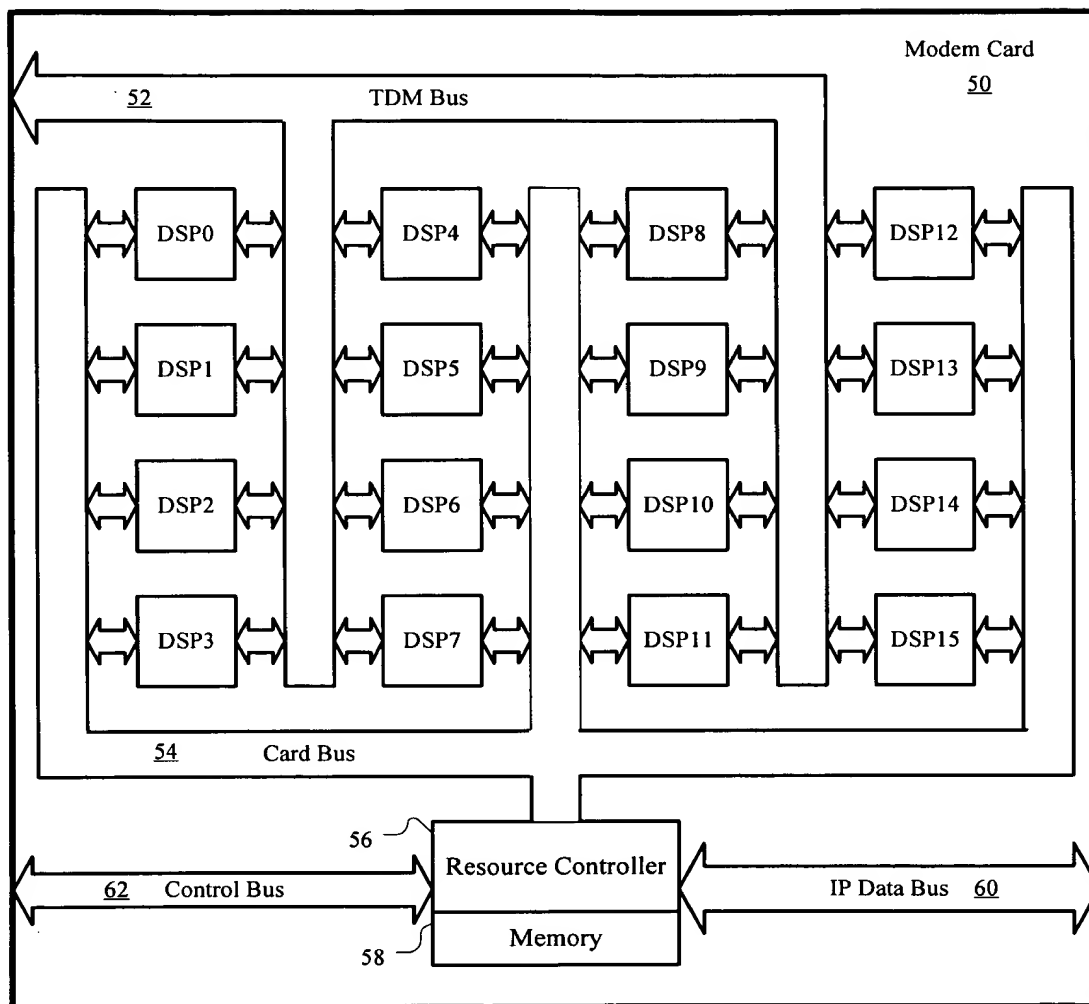 Modem Card
50
52 TDM Bus
DSP0 DSP4 DSP8 DSP12
DSP1 DSP5 DSP9 DSP13
DSP2 DSP6 DSP10 DSP14
DSP3 DSP7 DSP11 DSP15
54 Card Bus
56
Resource Controller
62 Control Bus
IP Data Bus 60
58
Memory